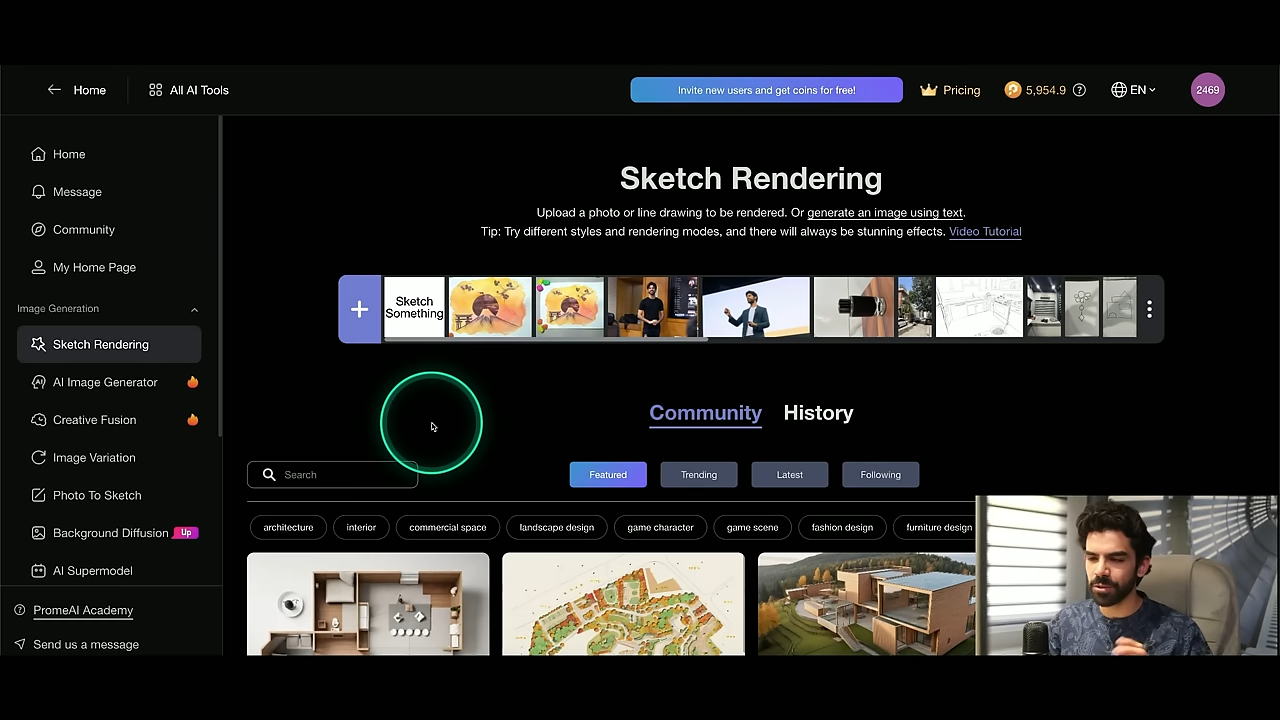 Home
All AI Tools
Invite new users and get coins for free!
Pricing
5,954.9
EN
2469
Home
Message
Community
My Home Page
Image Generation
Sketch Rendering
AI Image Generator
Creative Fusion
Image Variation
Photo To Sketch
Background Diffusion Up
AI Supermodel
PromeAI Academy
Send us a message
Sketch Rendering
Upload a photo or line drawing to be rendered. Or generate an image using text.
Tip: Try different styles and rendering modes, and there will always be stunning effects. Video Tutorial
Sketch
Something
Community History
Search
Featured Trending Latest Following
architecture interior commercial space landscape design game character game scene fashion design furniture design